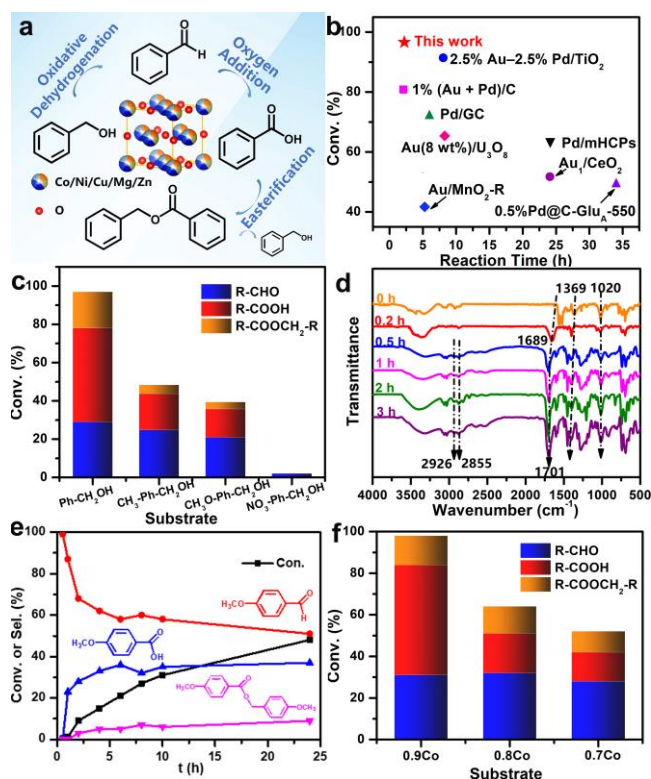 a
Oxidative
Dehydrogenation
O
H
Oxygen
Addition
OH
O
OH
Co/Ni/Cu/Mg/Zn
O
O
O
Easterification
OH
b
Conv. (%)
100
80
60
40
This work
2.5% Au–2.5% Pd/TiO2
1% (Au + Pd)/C
Pd/GC
Au(8 wt%)/U3O8
Pd/mHCPs
Au1/CeO2
Au/MnO2-R
0.5%Pd@C-GluA-550
0 5 10 15 20 25 30 35
Reaction Time (h)
c
Conv. (%)
100
80
60
40
20
0
R-CHO
R-COOH
R-COOCH2-R
Ph-CH2OH
CH3-Ph-CH2OH
CH3O-Ph-CH2OH
NO3-Ph-CH2OH
Substrate
d
Transmittance
1369 1020
0 h
0.2 h
1689
0.5 h
1 h
2 h
3 h
2926 2855
1701
4000 3500 3000 2500 2000 1500 1000 500
Wavenumber (cm-1)
e
Conv. or Sel. (%)
100
80
60
40
20
0
Con.
H3CO
O
H
H3CO
O
OH
H3CO
O
O
OCH3
0 5 10 15 20 25
t (h)
f
Conv. (%)
100
80
60
40
20
0
R-CHO
R-COOH
R-COOCH2-R
0.9Co 0.8Co 0.7Co
Substrate